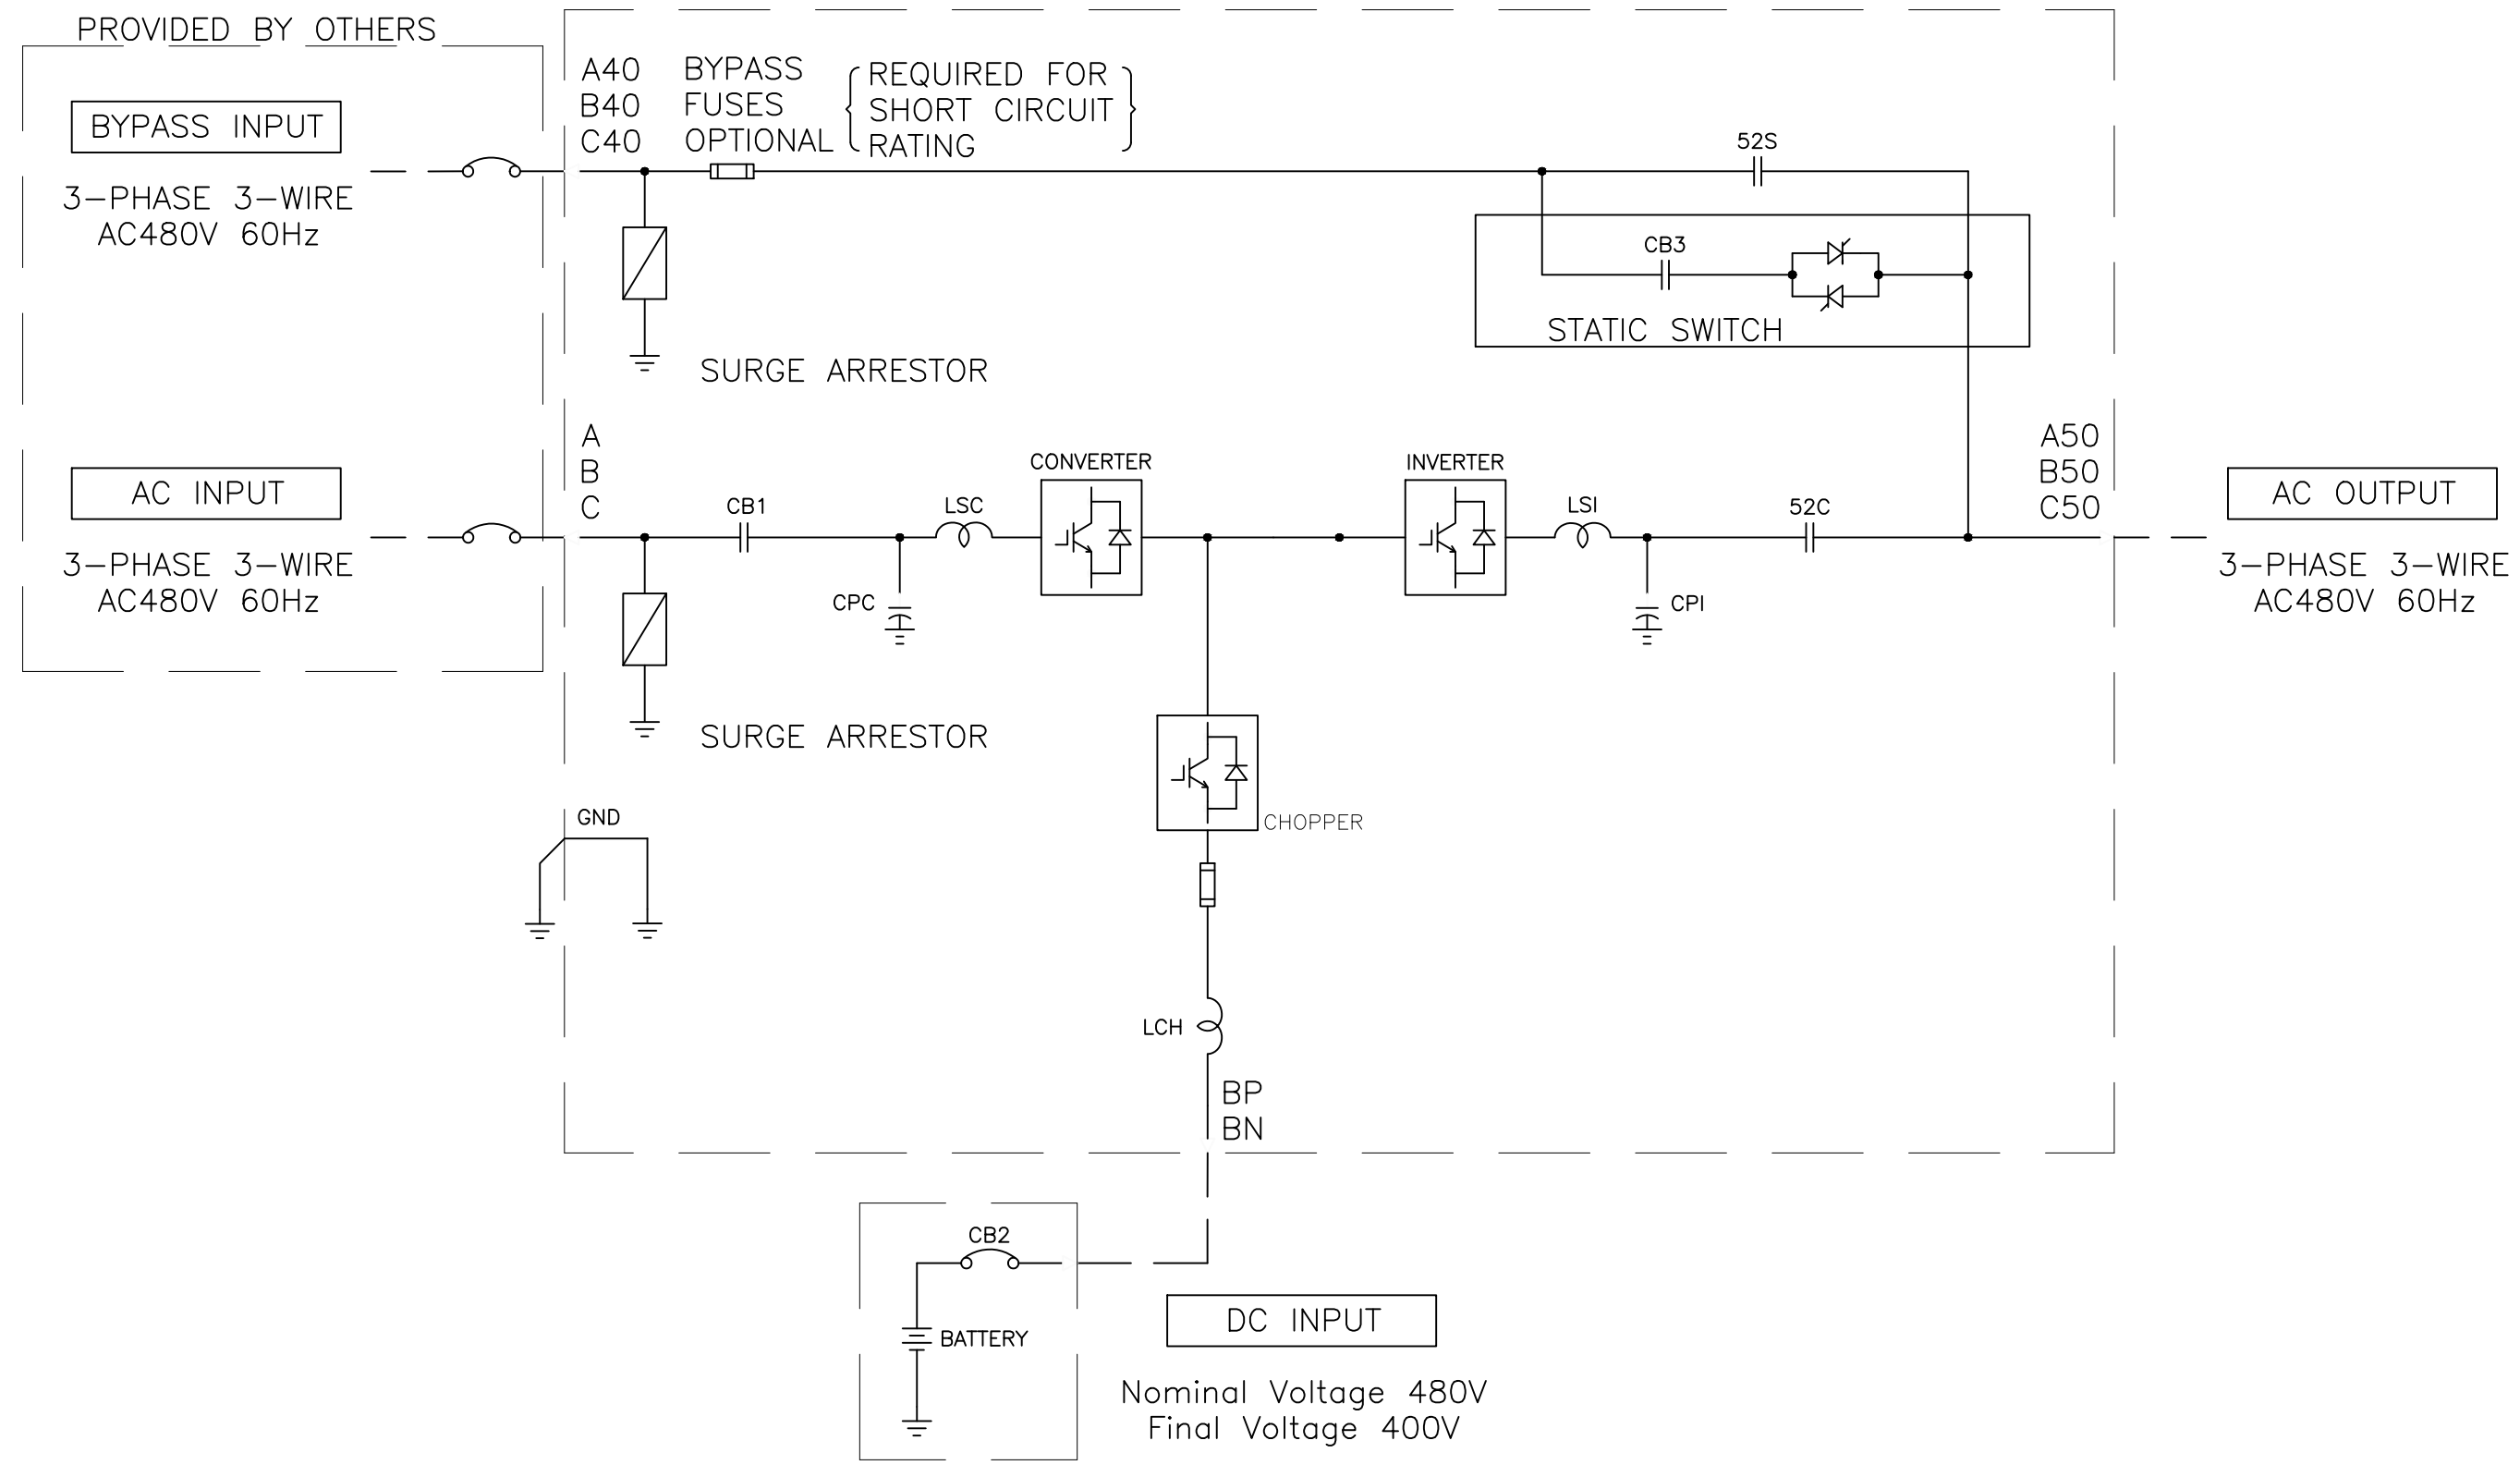 PROVIDED BY OTHERS
BYPASS INPUT
3-PHASE 3-WIRE
AC480V 60Hz
A40
B40
C40
BYPASS
FUSES
OPTIONAL
REQUIRED FOR
SHORT CIRCUIT
RATING
52S
CB3
STATIC SWITCH
SURGE ARRESTOR
AC INPUT
3-PHASE 3-WIRE
AC480V 60Hz
A
B
C
CB1
LSC
CPC
CONVERTER
INVERTER
LSI
CPI
52C
A50
B50
C50
AC OUTPUT
3-PHASE 3-WIRE
AC480V 60Hz
SURGE ARRESTOR
GND
CHOPPER
LCH
BP
BN
CB2
BATTERY
DC INPUT
Nominal Voltage 480V
Final Voltage 400V